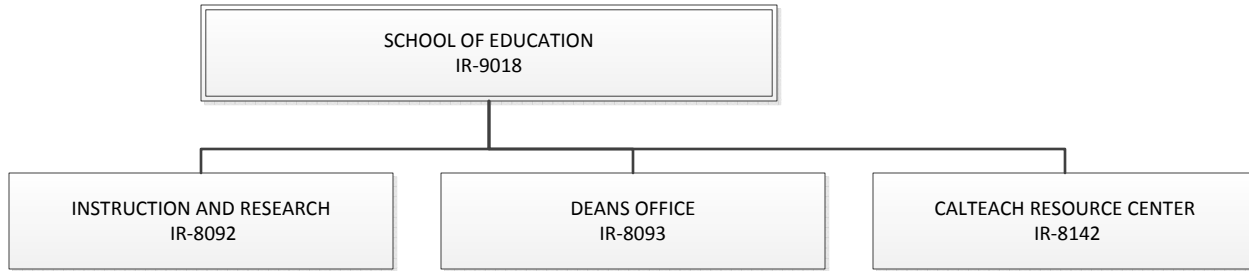 SCHOOL OF EDUCATION
IR-9018
INSTRUCTION AND RESEARCH
IR-8092
DEANS OFFICE
IR-8093
CALTEACH RESOURCE CENTER
IR-8142